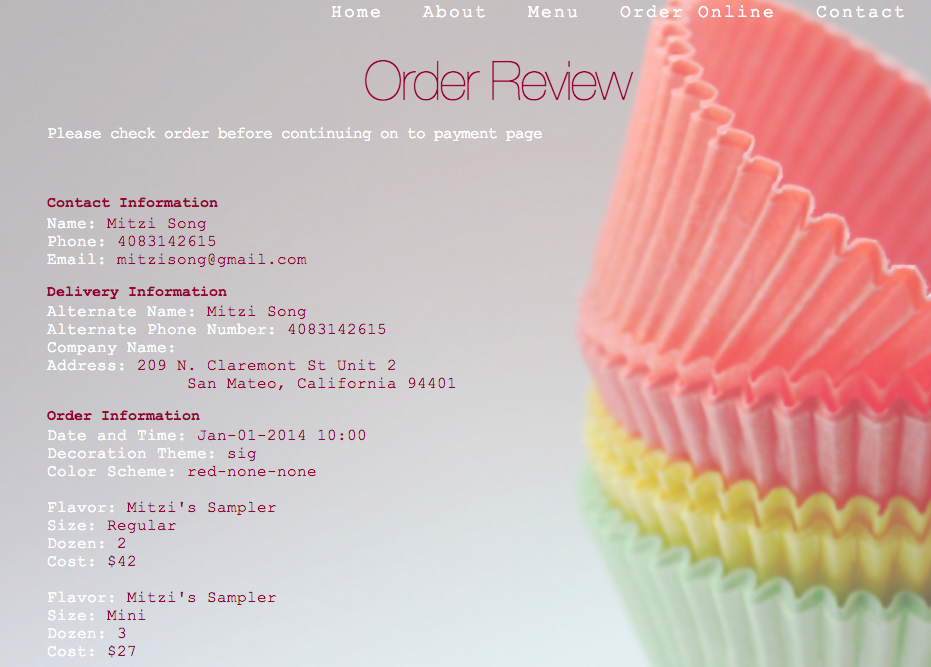 Home About Menu Order Online Contact
Order Review
Please check order before continuing on to payment page
Contact Information
Name: Mitzi Song
Phone: 4083142615
Email: mitzisong@gmail.com
Delivery Information
Alternate Name: Mitzi Song
Alternate Phone Number: 4083142615
Company Name:
Address: 209 N. Claremont St Unit 2
San Mateo, California 94401
Order Information
Date and Time: Jan-01-2014 10:00
Decoration Theme: sig
Color Scheme: red-none-none
Flavor: Mitzi's Sampler
Size: Regular
Dozen: 2
Cost: $42
Flavor: Mitzi's Sampler
Size: Mini
Dozen: 3
Cost: $27